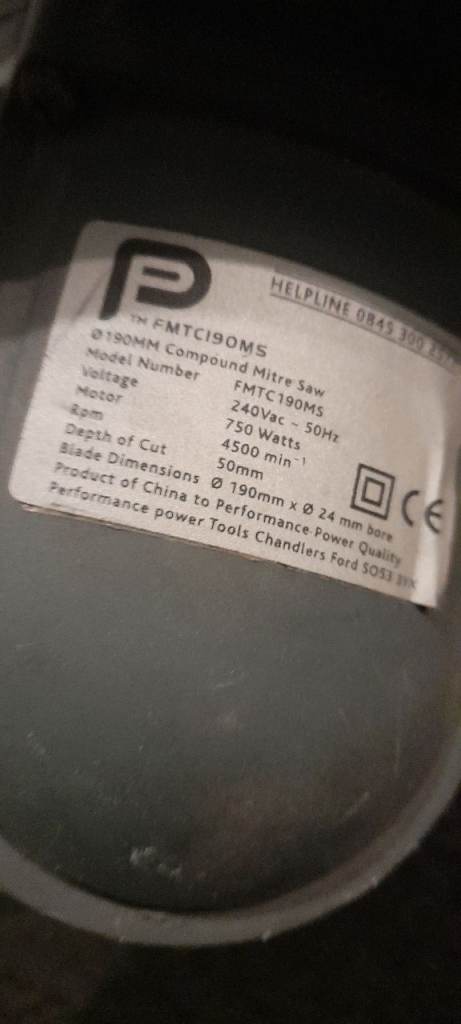 P
HELPLINE 0845 300
™ FMTC190MS
Ø190MM Compound Mitre Saw
Model Number FMTC190MS
Voltage 240Vac ~ 50Hz
Motor 750 Watts
Rpm 4500 min⁻¹
Depth of Cut 50mm
Blade Dimensions Ø 190mm x Ø 24 mm bore
Product of China to Performance Power Quality
Performance power Tools Chandlers Ford SO53
CE